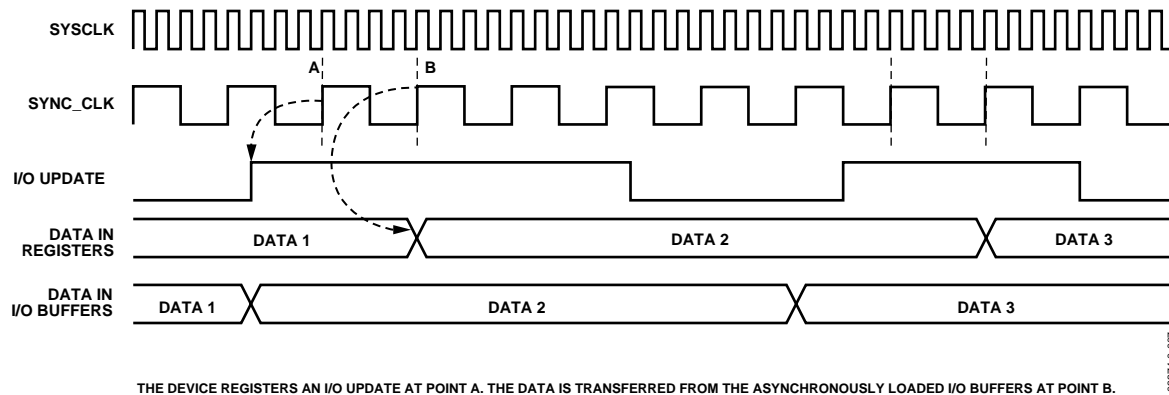 SYSCLK
A
B
SYNC_CLK
I/O UPDATE
DATA IN
REGISTERS
DATA 1
DATA 2
DATA 3
DATA IN
I/O BUFFERS
DATA 1
DATA 2
DATA 3
THE DEVICE REGISTERS AN I/O UPDATE AT POINT A. THE DATA IS TRANSFERRED FROM THE ASYNCHRONOUSLY LOADED I/O BUFFERS AT POINT B.